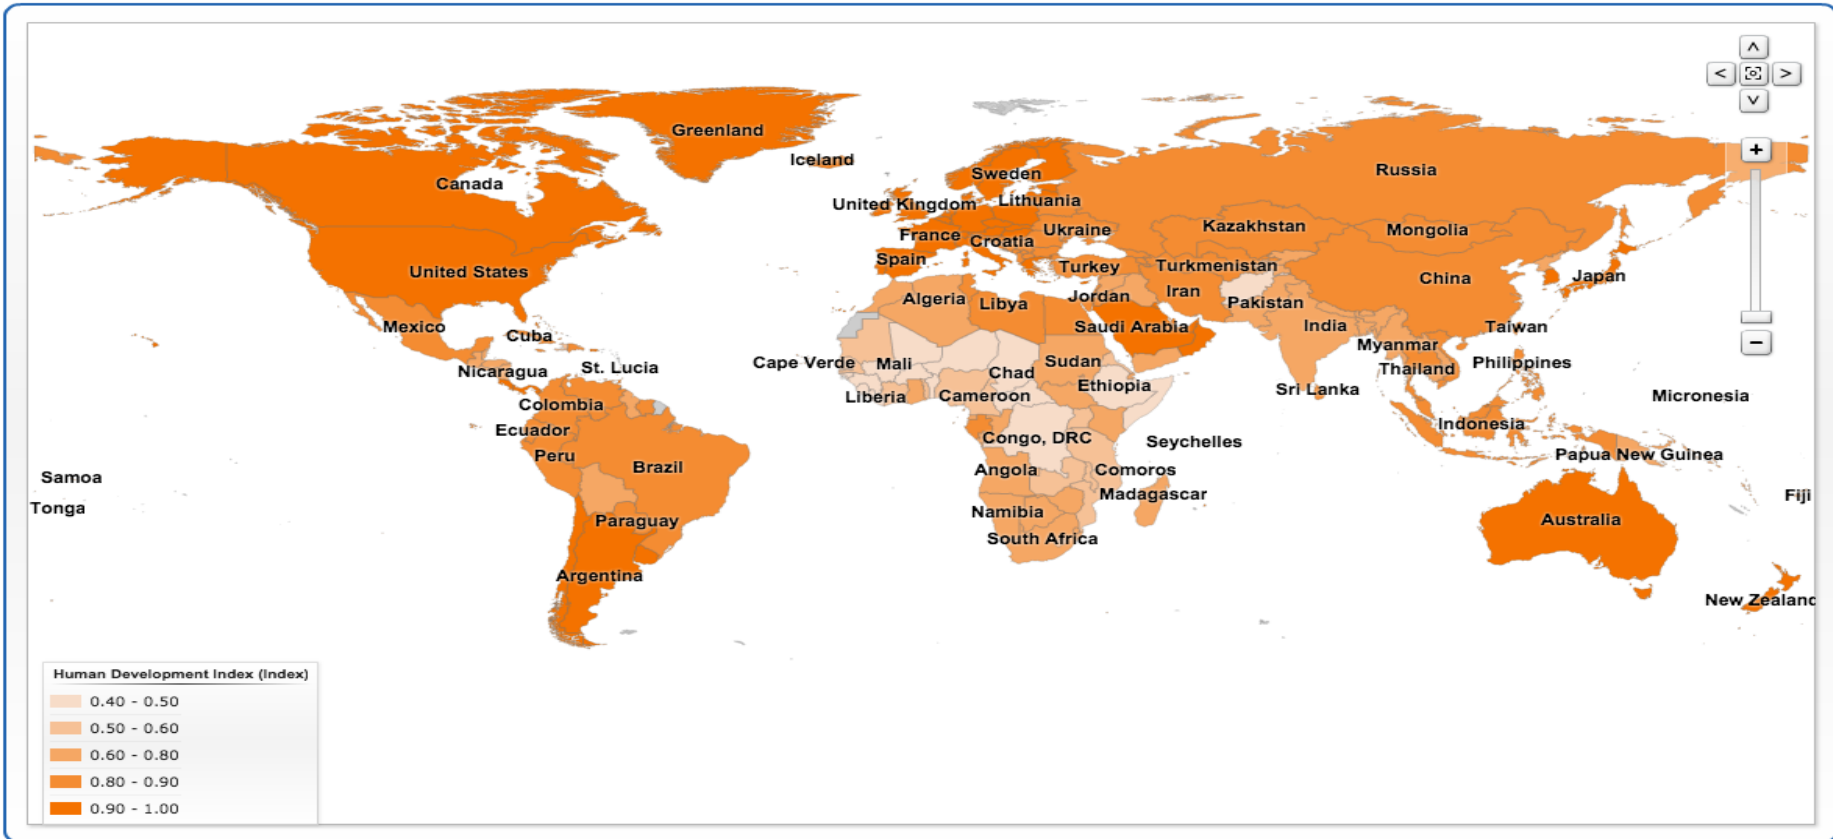 Greenland
Iceland
Canada
Sweden
Russia
United Kingdom
Lithuania
France
Croatia
Ukraine
Kazakhstan
Mongolia
United States
Spain
Turkey
Turkmenistan
China
Japan
Algeria
Libya
Jordan
Iran
Pakistan
Mexico
Cuba
Saudi Arabia
India
Taiwan
Myanmar
Nicaragua
St. Lucia
Cape Verde
Mali
Chad
Sudan
Thailand
Philippines
Colombia
Liberia
Cameroon
Ethiopia
Sri Lanka
Micronesia
Ecuador
Congo, DRC
Seychelles
Indonesia
Peru
Brazil
Angola
Comoros
Papua New Guinea
Samoa
Madagascar
Fiji
Tonga
Paraguay
Namibia
Australia
South Africa
Argentina
New Zealand
Human Development Index (Index)
0.40 - 0.50
0.50 - 0.60
0.60 - 0.80
0.80 - 0.90
0.90 - 1.00